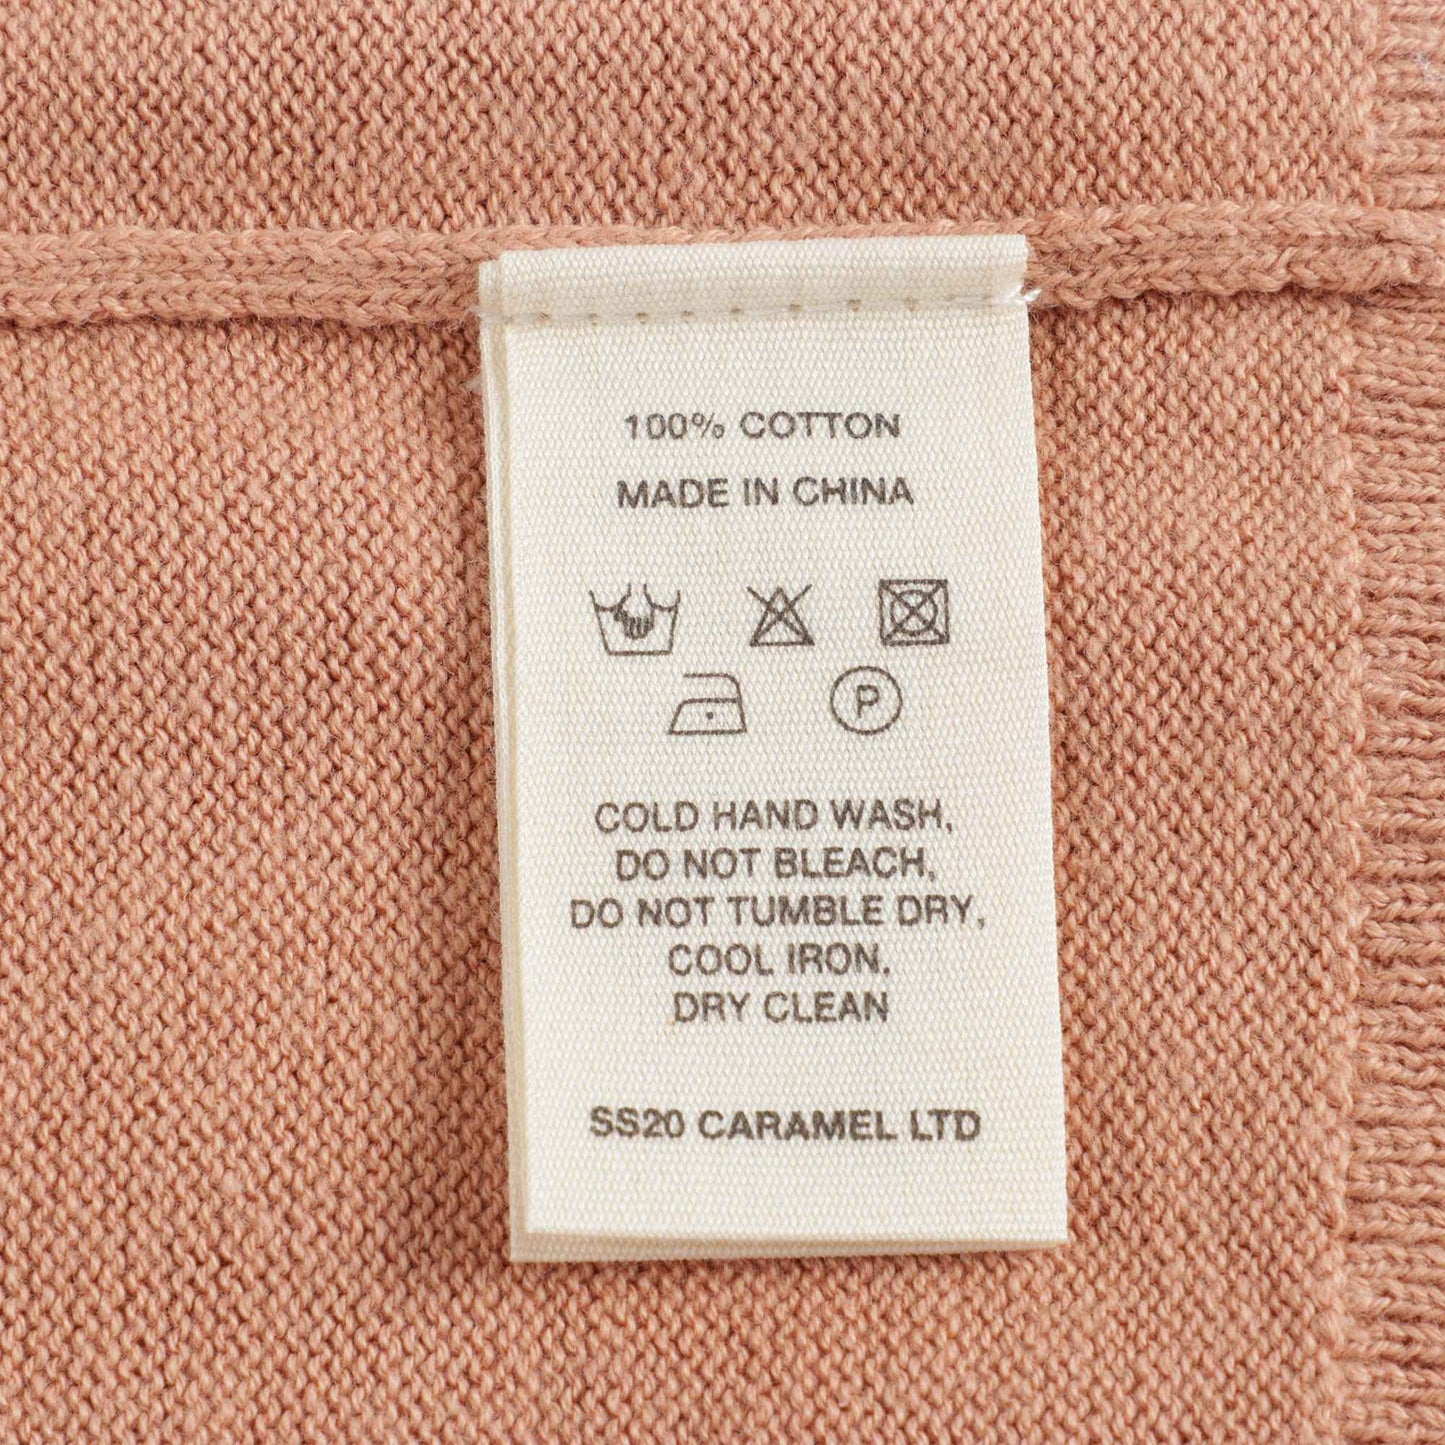 100% COTTON
MADE IN CHINA
P
COLD HAND WASH,
DO NOT BLEACH,
DO NOT TUMBLE DRY,
COOL IRON,
DRY CLEAN
SS20 CARAMEL LTD